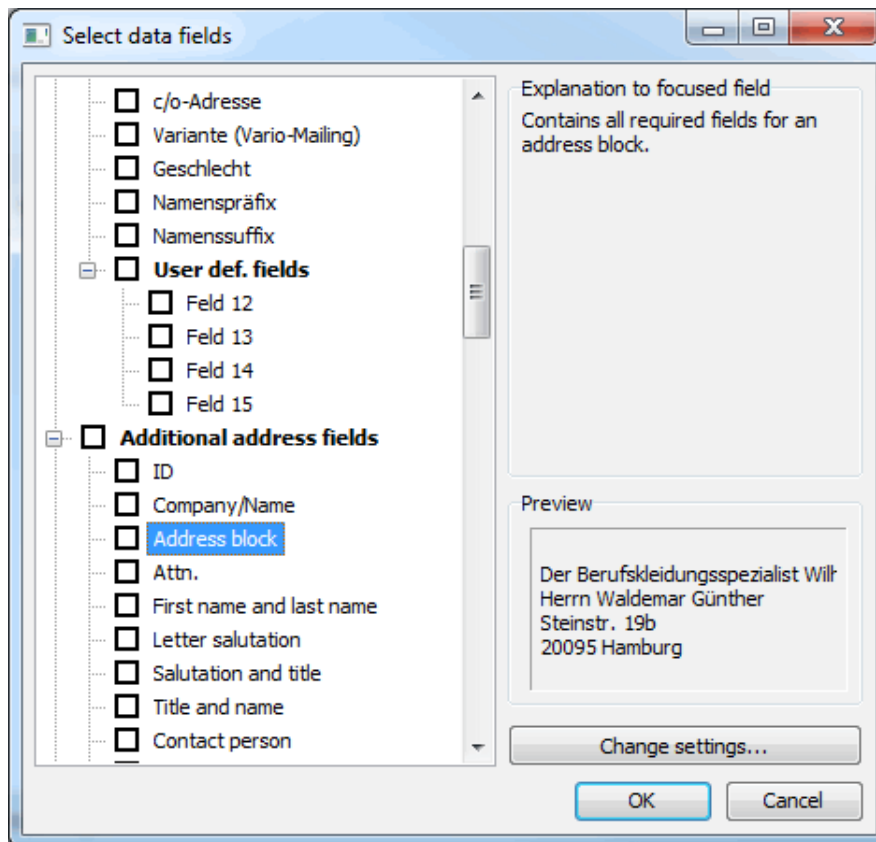 Select data fields
c/o-Adresse
Variante (Vario-Mailing)
Geschlecht
Namenspräfix
Namenssuffix
User def. fields
Feld 12
Feld 13
Feld 14
Feld 15
Additional address fields
ID
Company/Name
Address block
Attn.
First name and last name
Letter salutation
Salutation and title
Title and name
Contact person
Explanation to focused field
Contains all required fields for an
address block.
Preview
Der Berufskleidungsspezialist Wilh
Herrn Waldemar Günther
Steinstr. 19b
20095 Hamburg
Change settings...
OK
Cancel